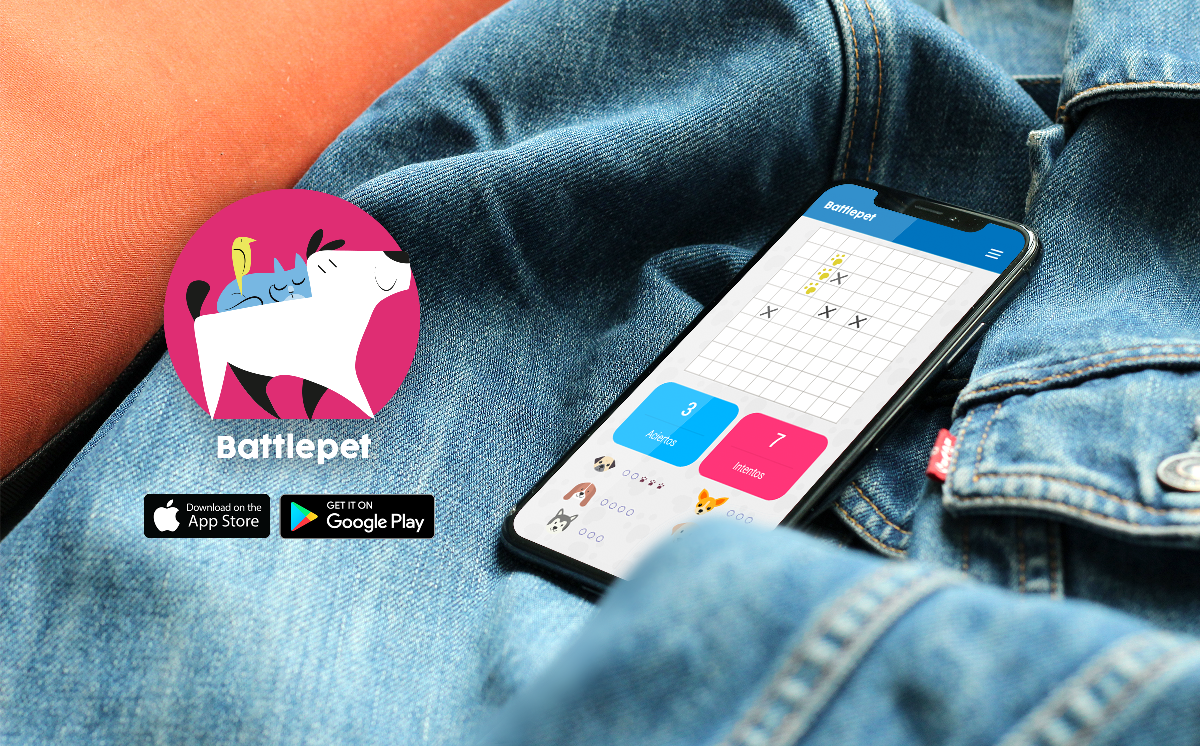 Battlepet
Download on the
App Store
GET IT ON
Google Play
Battlepet
3
Aciertos
7
Intentos